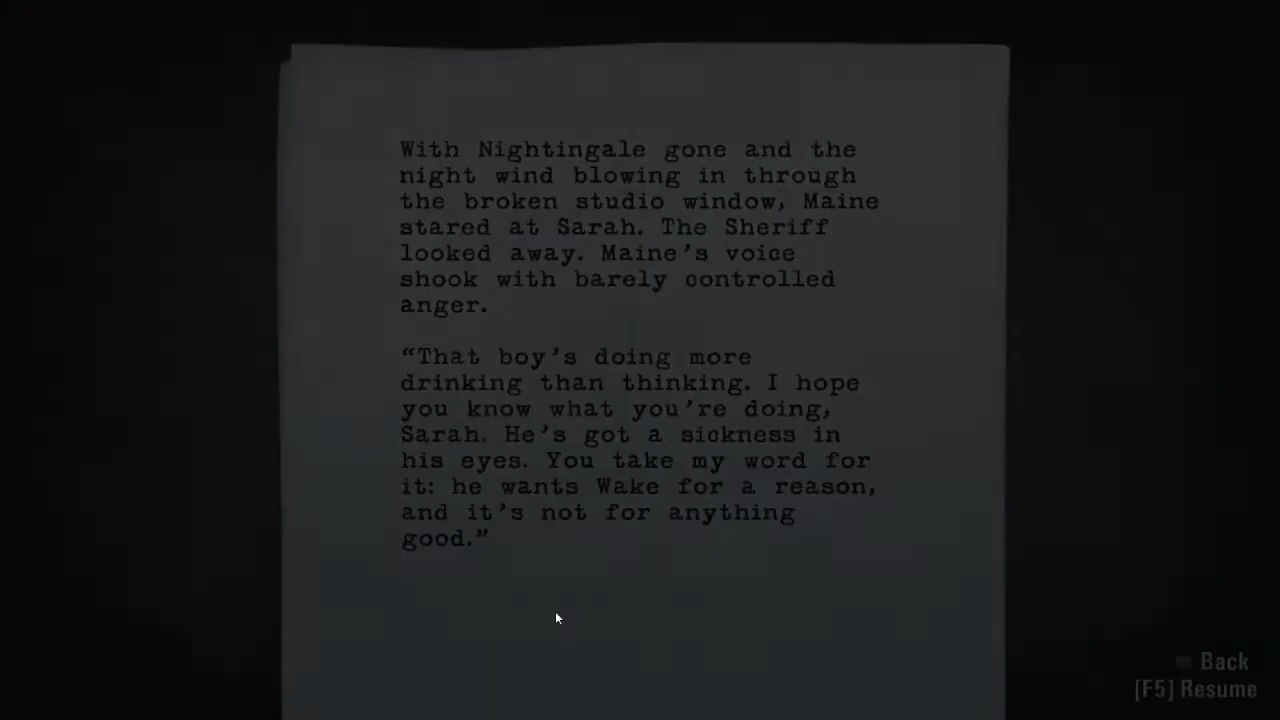 With Nightingale gone and the
night wind blowing in through
the broken studio window, Maine
stared at Sarah. The Sheriff
looked away. Maine’s voice
shook with barely controlled
anger.
“That boy’s doing more
drinking than thinking. I hope
you know what you’re doing,
Sarah. He’s got a sickness in
his eyes. You take my word for
it: he wants Wake for a reason,
and it’s not for anything
good.”
Back
[F5] Resume